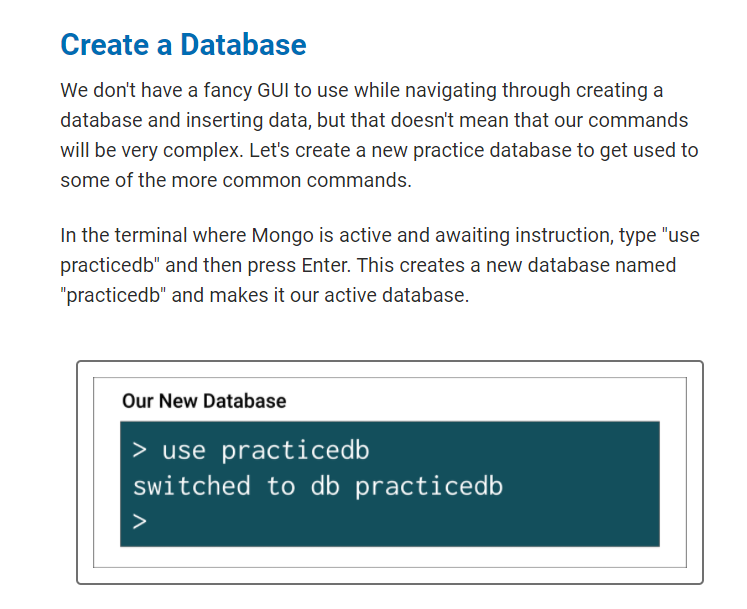 Create a Database
We don't have a fancy GUI to use while navigating through creating a
database and inserting data, but that doesn't mean that our commands
will be very complex. Let's create a new practice database to get used to
some of the more common commands.
In the terminal where Mongo is active and awaiting instruction, type "use
practicedb" and then press Enter. This creates a new database named
"practicedb" and makes it our active database.
Our New Database
> use practicedb
switched to db practicedb
>